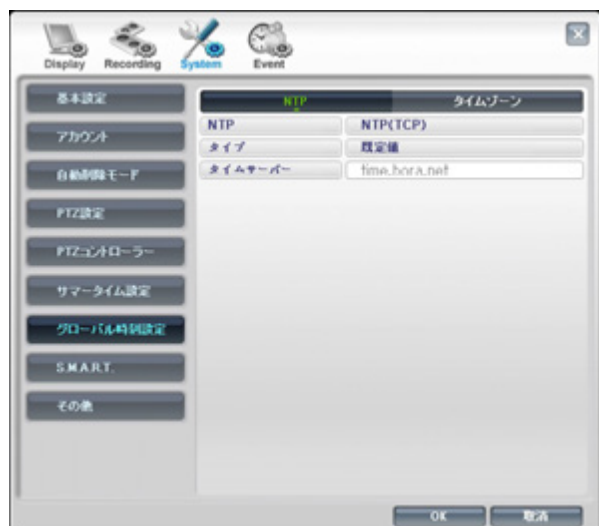 Display Recording System Event
基本設定
アカウント
自動削除モード
PTZ設定
PTZコントローラー
サマータイム設定
グローバル時刻設定
S.M.A.R.T.
その他
NTP タイムゾーン
NTP NTP(TCP)
タイプ 既定値
タイムサーバー time.bora.net
OK 取消